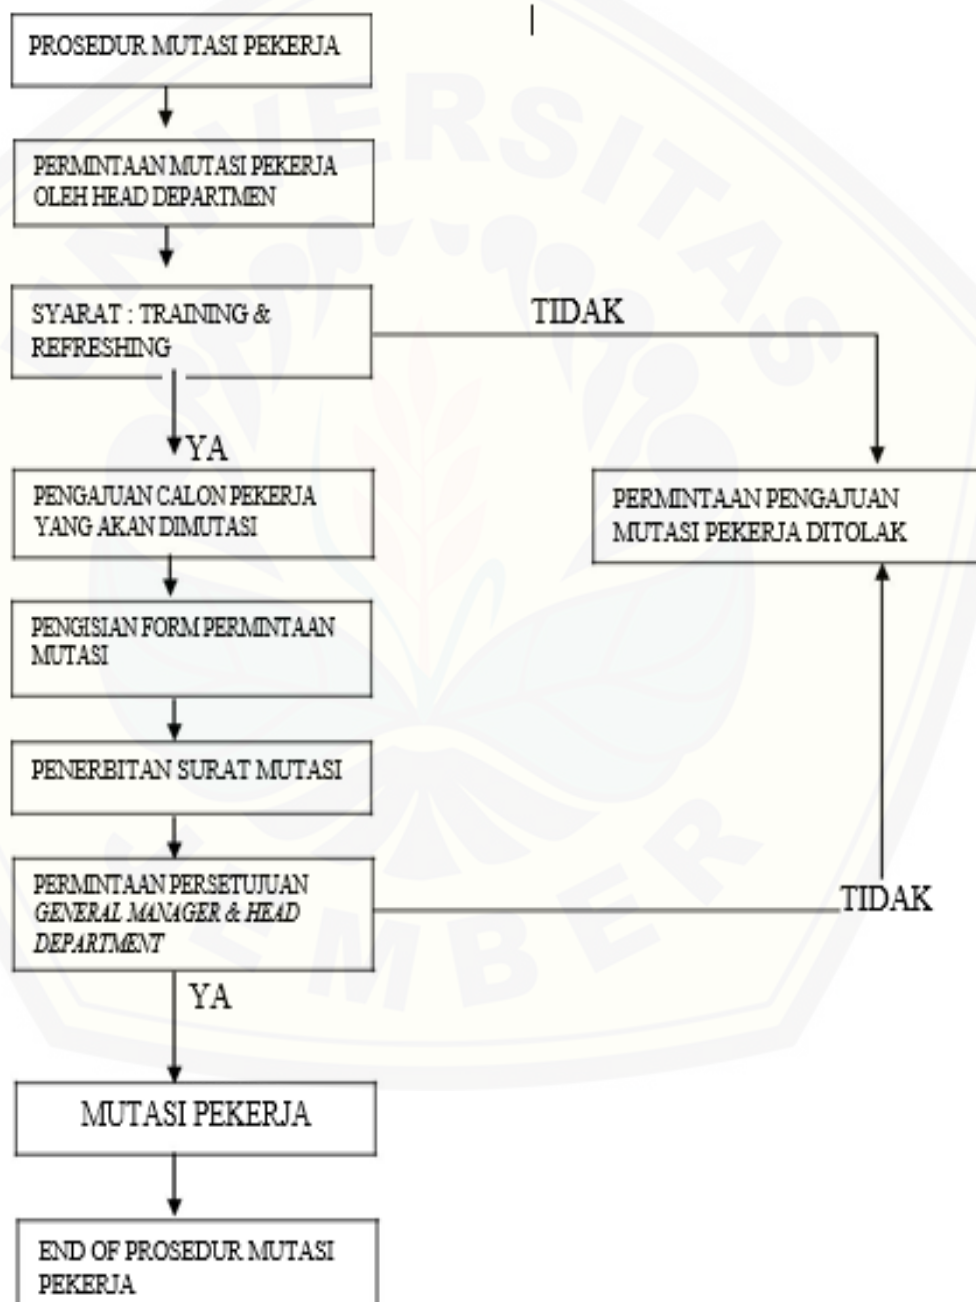 PROSEDUR MUTASI PEKERJA
PERMINTAAN MUTASI PEKERJA
OLEH HEAD DEPARTMEN
SYARAT : TRAINING &
REFRESHING
TIDAK
YA
PENGAJUAN CALON PEKERJA
YANG AKAN DIMUTASI
PERMINTAAN PENGAJUAN
MUTASI PEKERJA DITOLAK
PENGISIAN FORM PERMINTAAN
MUTASI
PENERBITAN SURAT MUTASI
PERMINTAAN PERSETUJUAN
GENERAL MANAGER & HEAD
DEPARTMENT
TIDAK
YA
MUTASI PEKERJA
END OF PROSEDUR MUTASI
PEKERJA
UNIVERSITAS
JEMBER